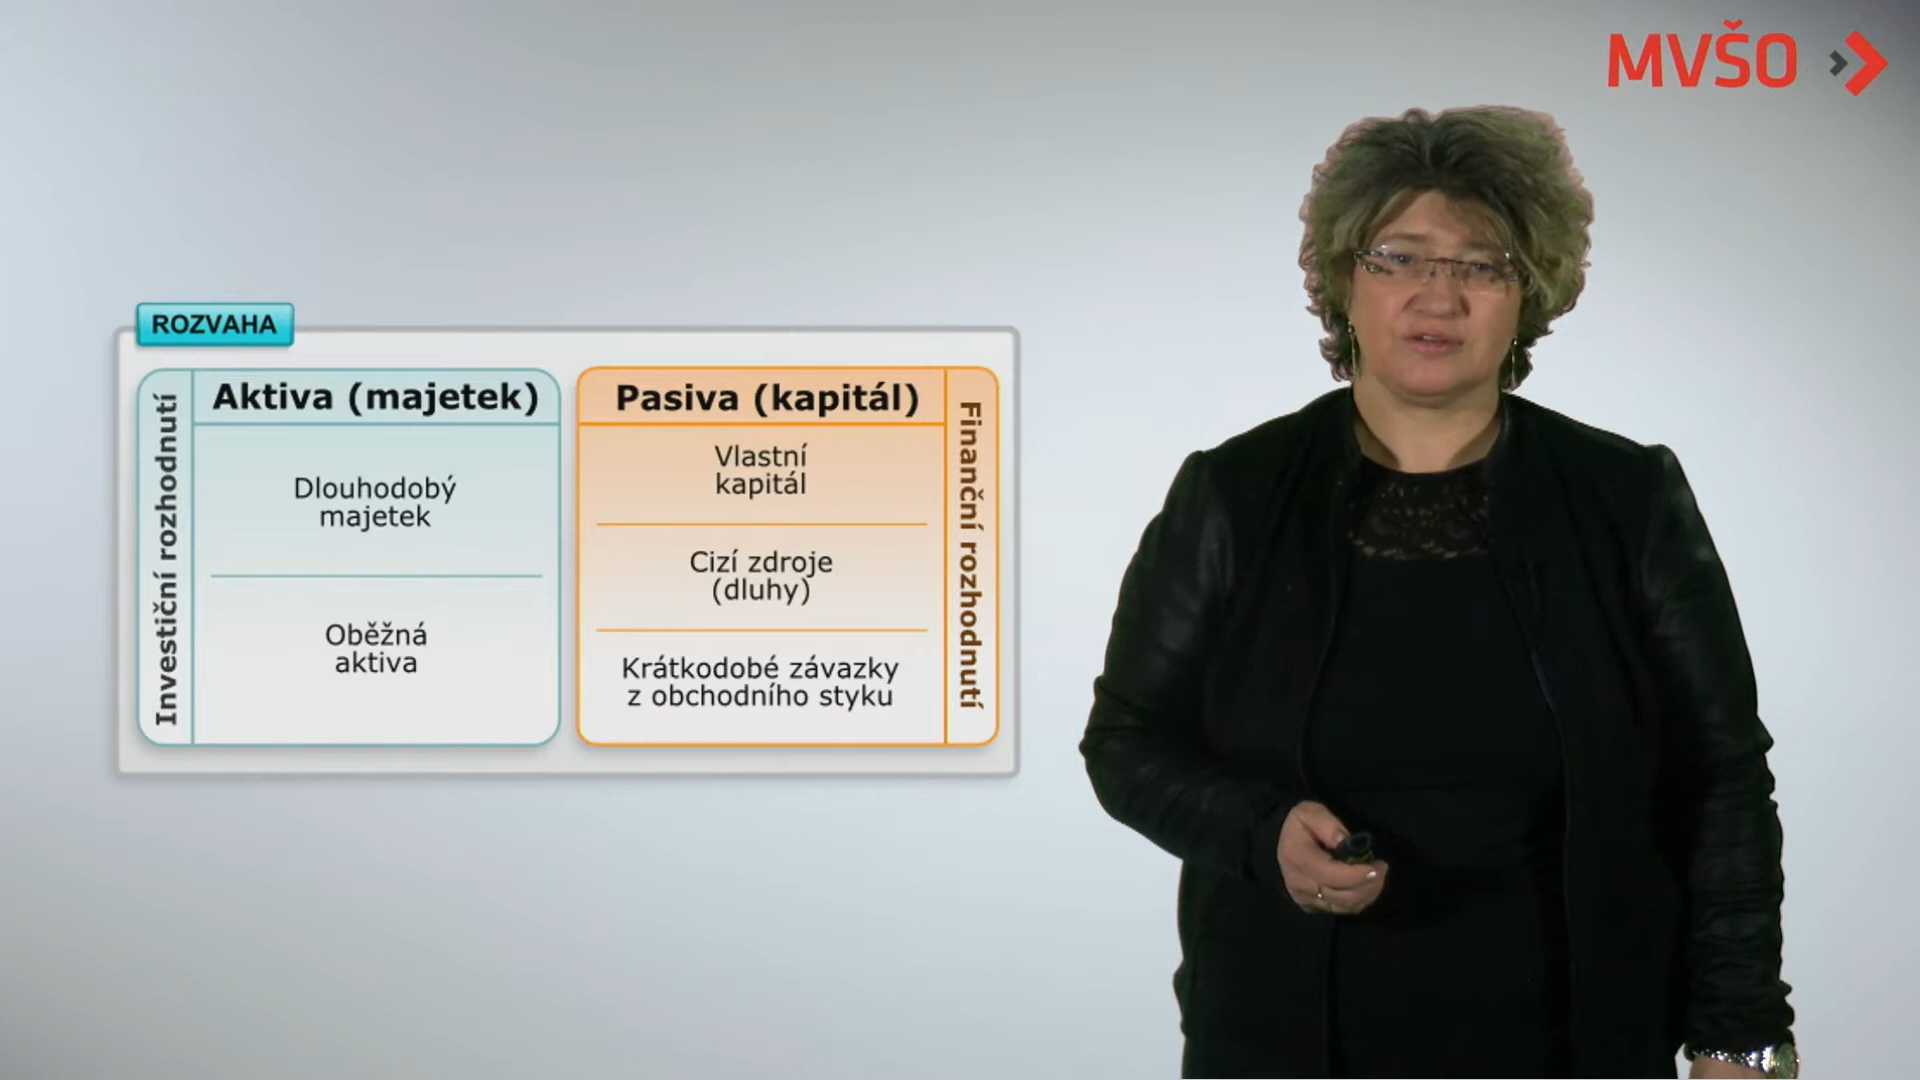 MVŠO
ROZVAHA
Investiční rozhodnutí
Aktiva (majetek)
Dlouhodobý
majetek
Oběžná
aktiva
Pasiva (kapitál)
Vlastní
kapitál
Cizí zdroje
(dluhy)
Krátkodobé závazky
z obchodního styku
Finanční rozhodnutí